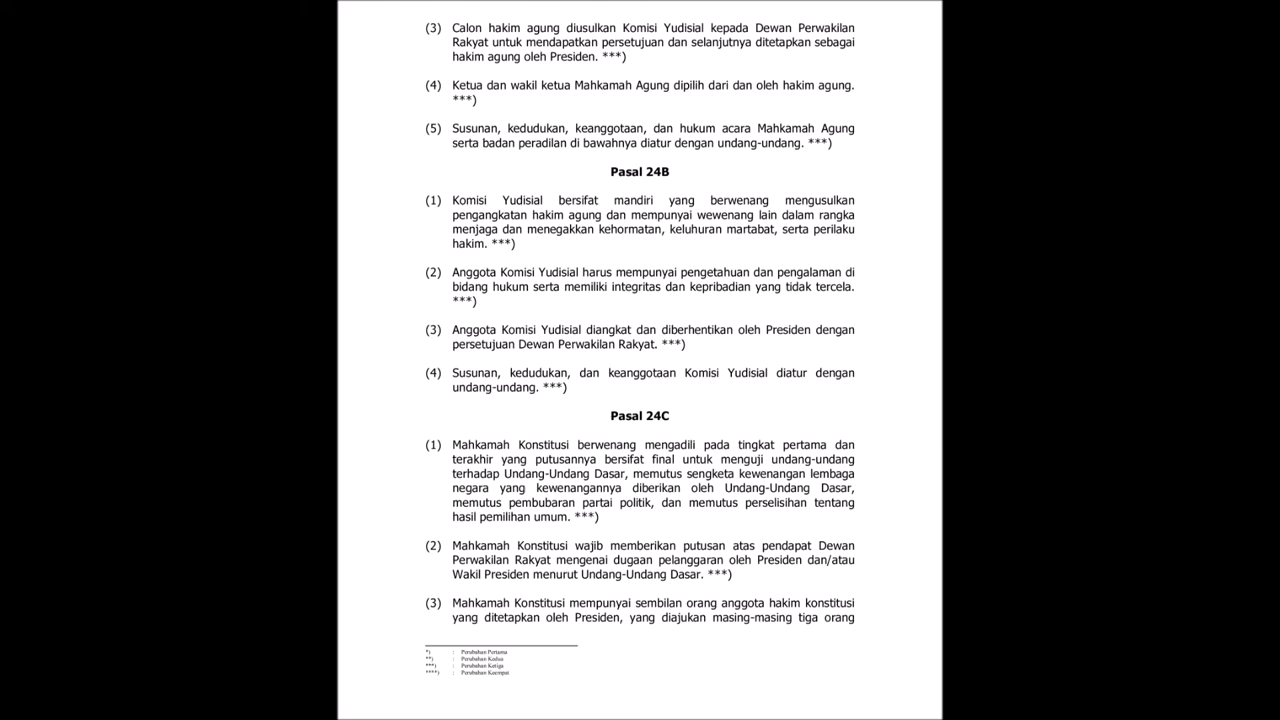 (3) Calon hakim agung diusulkan Komisi Yudisial kepada Dewan Perwakilan
Rakyat untuk mendapatkan persetujuan dan selanjutnya ditetapkan sebagai
hakim agung oleh Presiden. ***)
(4) Ketua dan wakil ketua Mahkamah Agung dipilih dari dan oleh hakim agung.
***)
(5) Susunan, kedudukan, keanggotaan, dan hukum acara Mahkamah Agung
serta badan peradilan di bawahnya diatur dengan undang-undang. ***)
Pasal 24B
(1) Komisi Yudisial bersifat mandiri yang berwenang mengusulkan
pengangkatan hakim agung dan mempunyai wewenang lain dalam rangka
menjaga dan menegakkan kehormatan, keluhuran martabat, serta perilaku
hakim. ***)
(2) Anggota Komisi Yudisial harus mempunyai pengetahuan dan pengalaman di
bidang hukum serta memiliki integritas dan kepribadian yang tidak tercela.
***)
(3) Anggota Komisi Yudisial diangkat dan diberhentikan oleh Presiden dengan
persetujuan Dewan Perwakilan Rakyat. ***)
(4) Susunan, kedudukan, dan keanggotaan Komisi Yudisial diatur dengan
undang-undang. ***)
Pasal 24C
(1) Mahkamah Konstitusi berwenang mengadili pada tingkat pertama dan
terakhir yang putusannya bersifat final untuk menguji undang-undang
terhadap Undang-Undang Dasar, memutus sengketa kewenangan lembaga
negara yang kewenangannya diberikan oleh Undang-Undang Dasar,
memutus pembubaran partai politik, dan memutus perselisihan tentang
hasil pemilihan umum. ***)
(2) Mahkamah Konstitusi wajib memberikan putusan atas pendapat Dewan
Perwakilan Rakyat mengenai dugaan pelanggaran oleh Presiden dan/atau
Wakil Presiden menurut Undang-Undang Dasar. ***)
(3) Mahkamah Konstitusi mempunyai sembilan orang anggota hakim konstitusi
yang ditetapkan oleh Presiden, yang diajukan masing-masing tiga orang
*) : Perubahan Pertama
**) : Perubahan Kedua
***) : Perubahan Ketiga
****) : Perubahan Keempat